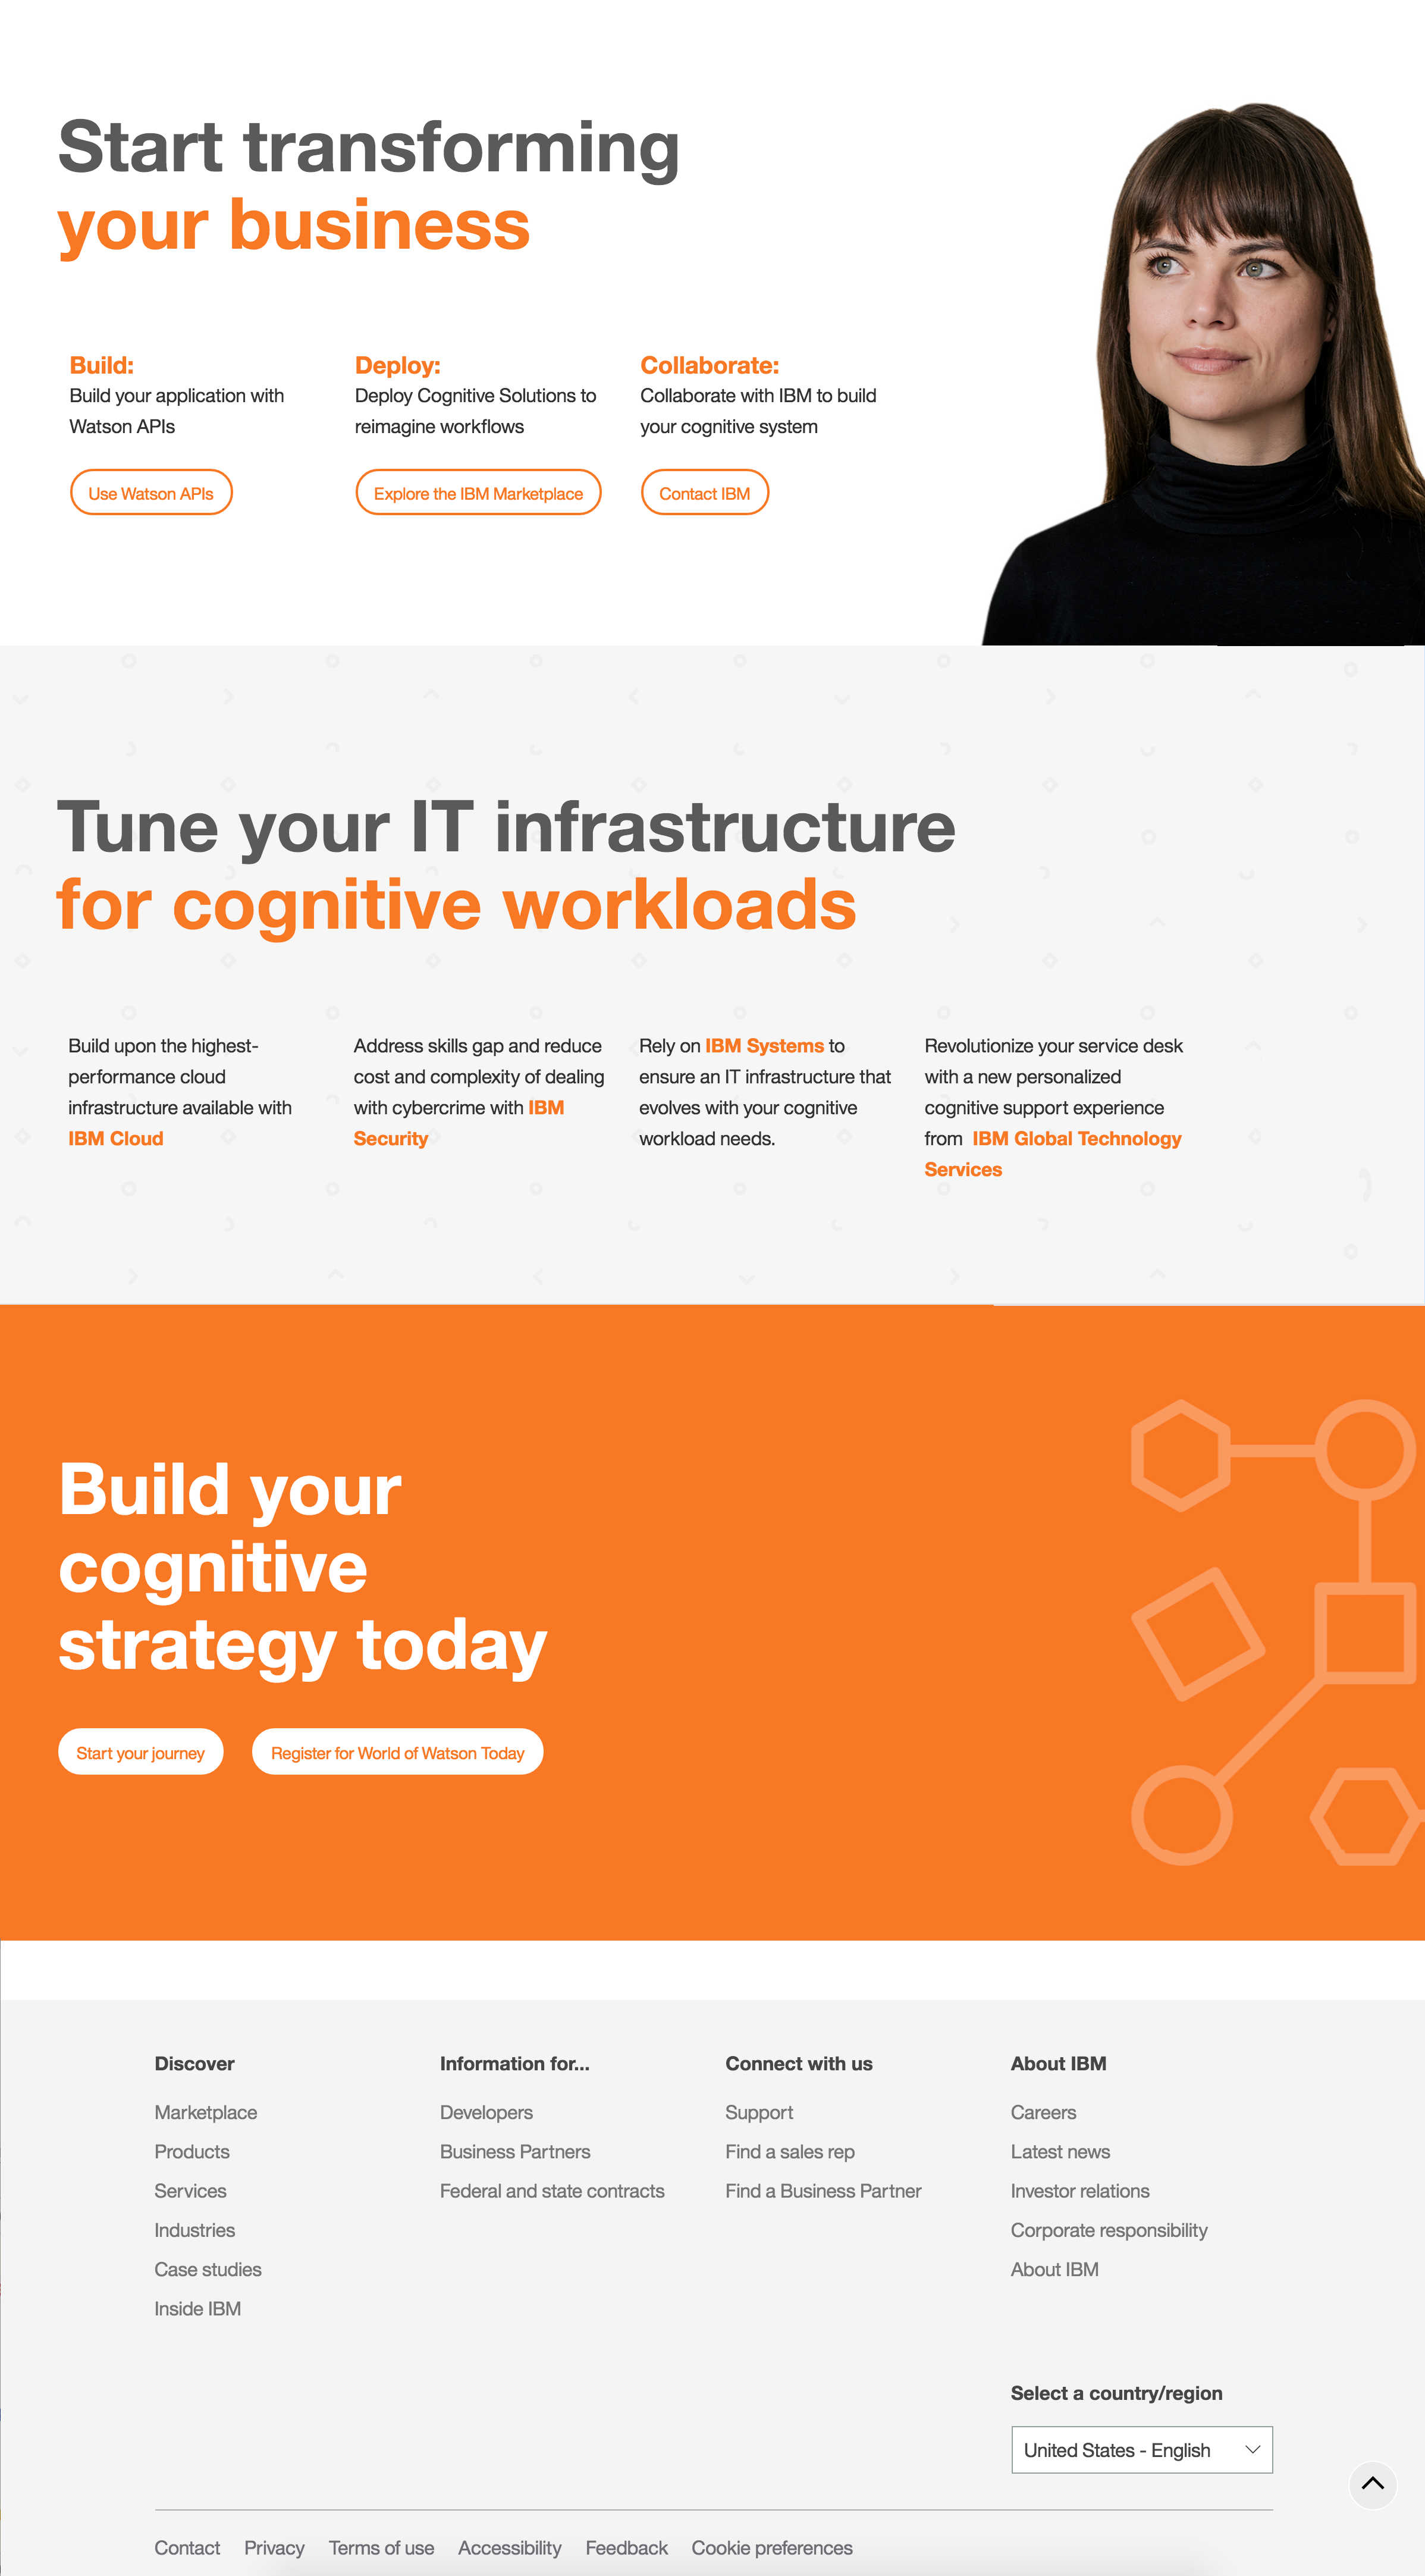 Start transforming
your business
Build:
Build your application with
Watson APIs
Use Watson APIs
Deploy:
Deploy Cognitive Solutions to
reimagine workflows
Explore the IBM Marketplace
Collaborate:
Collaborate with IBM to build
your cognitive system
Contact IBM
Tune your IT infrastructure
for cognitive workloads
Build upon the highest-
performance cloud
infrastructure available with
IBM Cloud
Address skills gap and reduce
cost and complexity of dealing
with cybercrime with IBM
Security
Rely on IBM Systems to
ensure an IT infrastructure that
evolves with your cognitive
workload needs.
Revolutionize your service desk
with a new personalized
cognitive support experience
from IBM Global Technology
Services
Build your
cognitive
strategy today
Start your journey
Register for World of Watson Today
Discover
Marketplace
Products
Services
Industries
Case studies
Inside IBM
Information for...
Developers
Business Partners
Federal and state contracts
Connect with us
Support
Find a sales rep
Find a Business Partner
About IBM
Careers
Latest news
Investor relations
Corporate responsibility
About IBM
Select a country/region
United States - English
Contact Privacy Terms of use Accessibility Feedback Cookie preferences